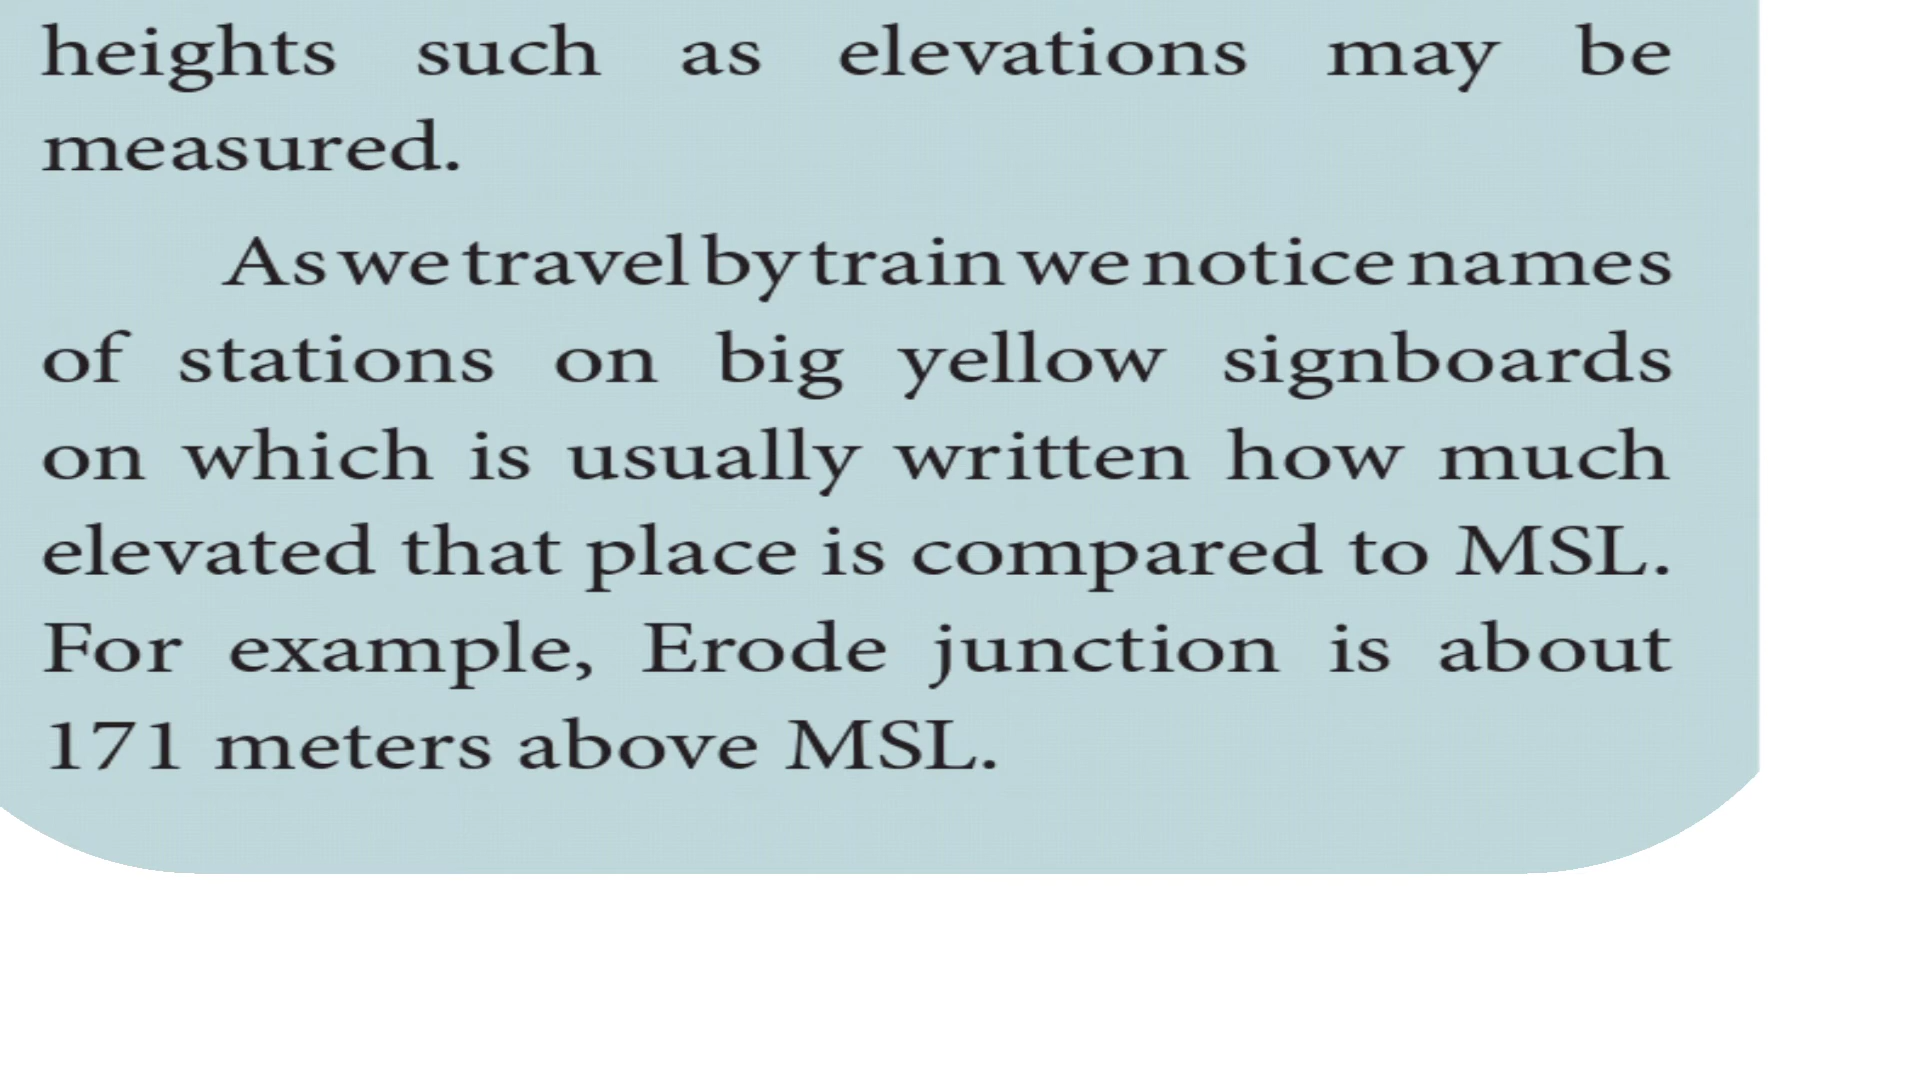 heights such as elevations may be
measured.
As we travel by train we notice names
of stations on big yellow signboards
on which is usually written how much
elevated that place is compared to MSL.
For example, Erode junction is about
171 meters above MSL.